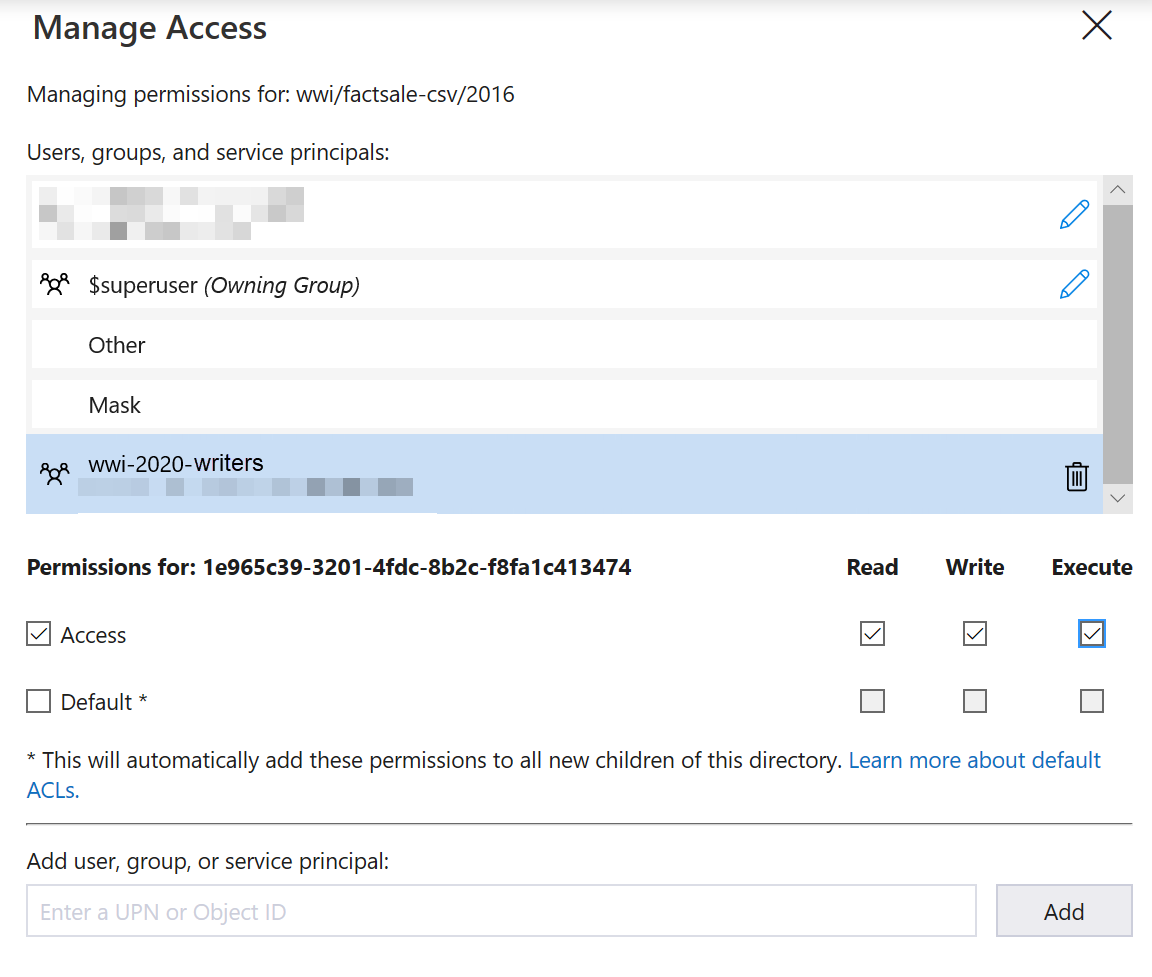 Manage Access
Managing permissions for: wwi/factsale-csv/2016
Users, groups, and service principals:
$superuser (Owning Group)
Other
Mask
wwi-2020-writers
Permissions for: 1e965c39-3201-4fdc-8b2c-f8fa1c413474 Read Write Execute
Access
Default *
* This will automatically add these permissions to all new children of this directory. Learn more about default
ACLs.
Add user, group, or service principal:
Enter a UPN or Object ID Add